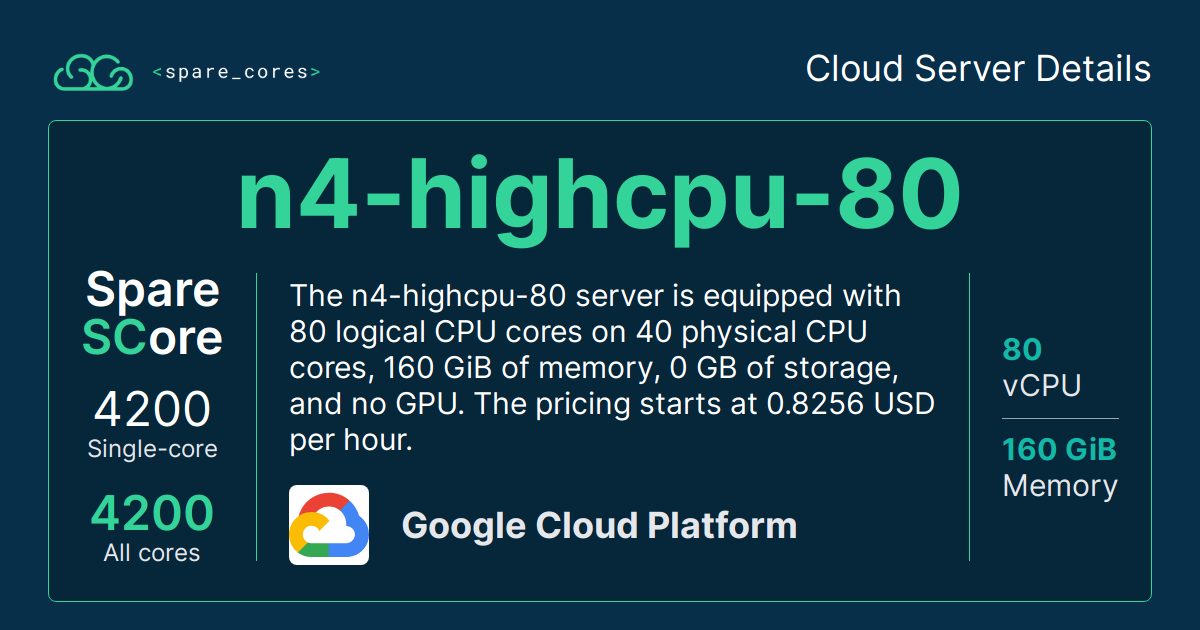 <spare_cores>
Cloud Server Details
n4-highcpu-80
Spare
SCore
4200
Single-core
4200
All cores
The n4-highcpu-80 server is equipped with
80 logical CPU cores on 40 physical CPU
cores, 160 GiB of memory, 0 GB of storage,
and no GPU. The pricing starts at 0.8256 USD
per hour.
Google Cloud Platform
80
vCPU
160 GiB
Memory